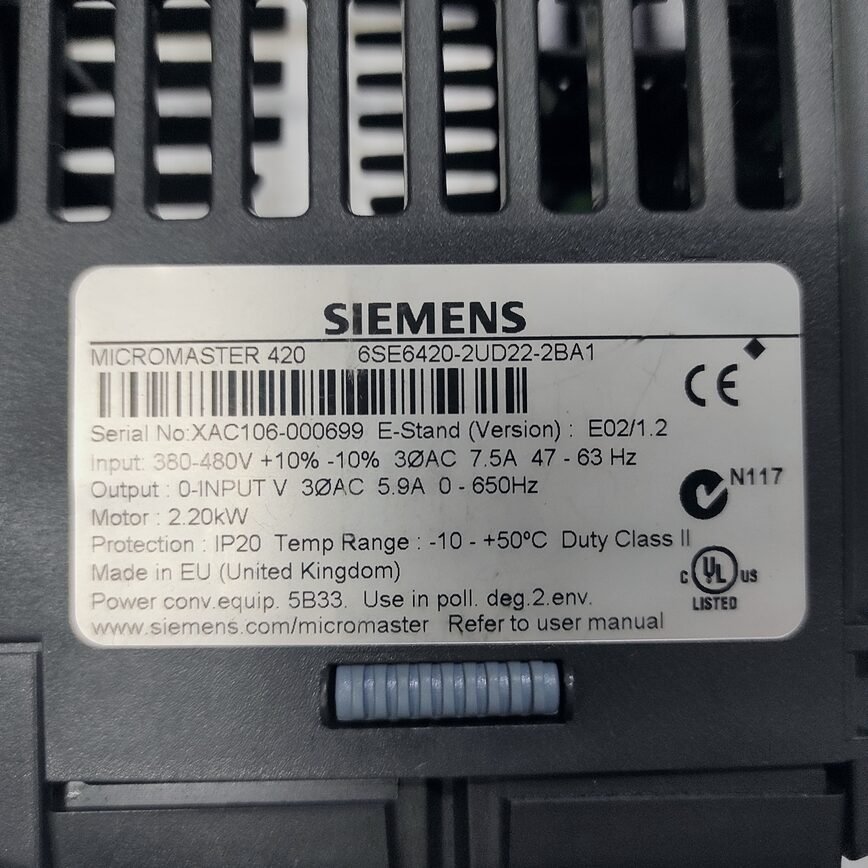 SIEMENS
MICROMASTER 420 6SE6420-2UD22-2BA1
CE
Serial No:XAC106-000699 E-Stand (Version) : E02/1.2
Input: 380-480V +10% -10% 3ØAC 7.5A 47 - 63 Hz
N117
Output : 0-INPUT V 3ØAC 5.9A 0 - 650Hz
Motor : 2.20kW
Protection : IP20 Temp Range : -10 - +50ºC Duty Class II
Made in EU (United Kingdom)
C UL US
LISTED
Power conv.equip. 5B33. Use in poll. deg.2.env.
www.siemens.com/micromaster Refer to user manual